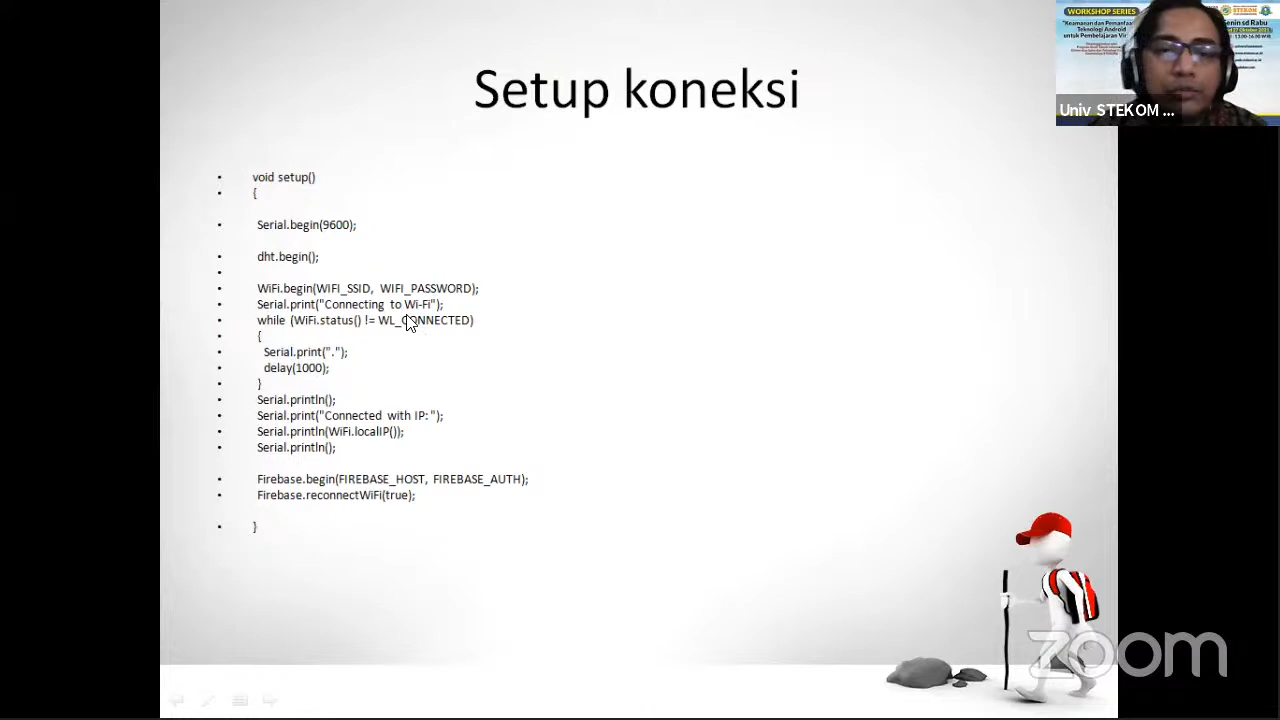 Setup koneksi
• void setup()
• {
• Serial.begin(9600);
• dht.begin();
•
• WiFi.begin(WIFI_SSID, WIFI_PASSWORD);
• Serial.print("Connecting to Wi-Fi");
• while (WiFi.status() != WL_CONNECTED)
• {
• Serial.print(".");
• delay(1000);
• }
• Serial.println();
• Serial.print("Connected with IP: ");
• Serial.println(WiFi.localIP());
• Serial.println();
• Firebase.begin(FIREBASE_HOST, FIREBASE_AUTH);
• Firebase.reconnectWiFi(true);
• }
WORKSHOP SERIES
"Keamanan dan Pemanfaa
Teknologi Android
untuk Pembelajaran Vir
STEKOM
enin sd Rabu
13.00-16.00 WIB
Univ STEKOM ...
zoom